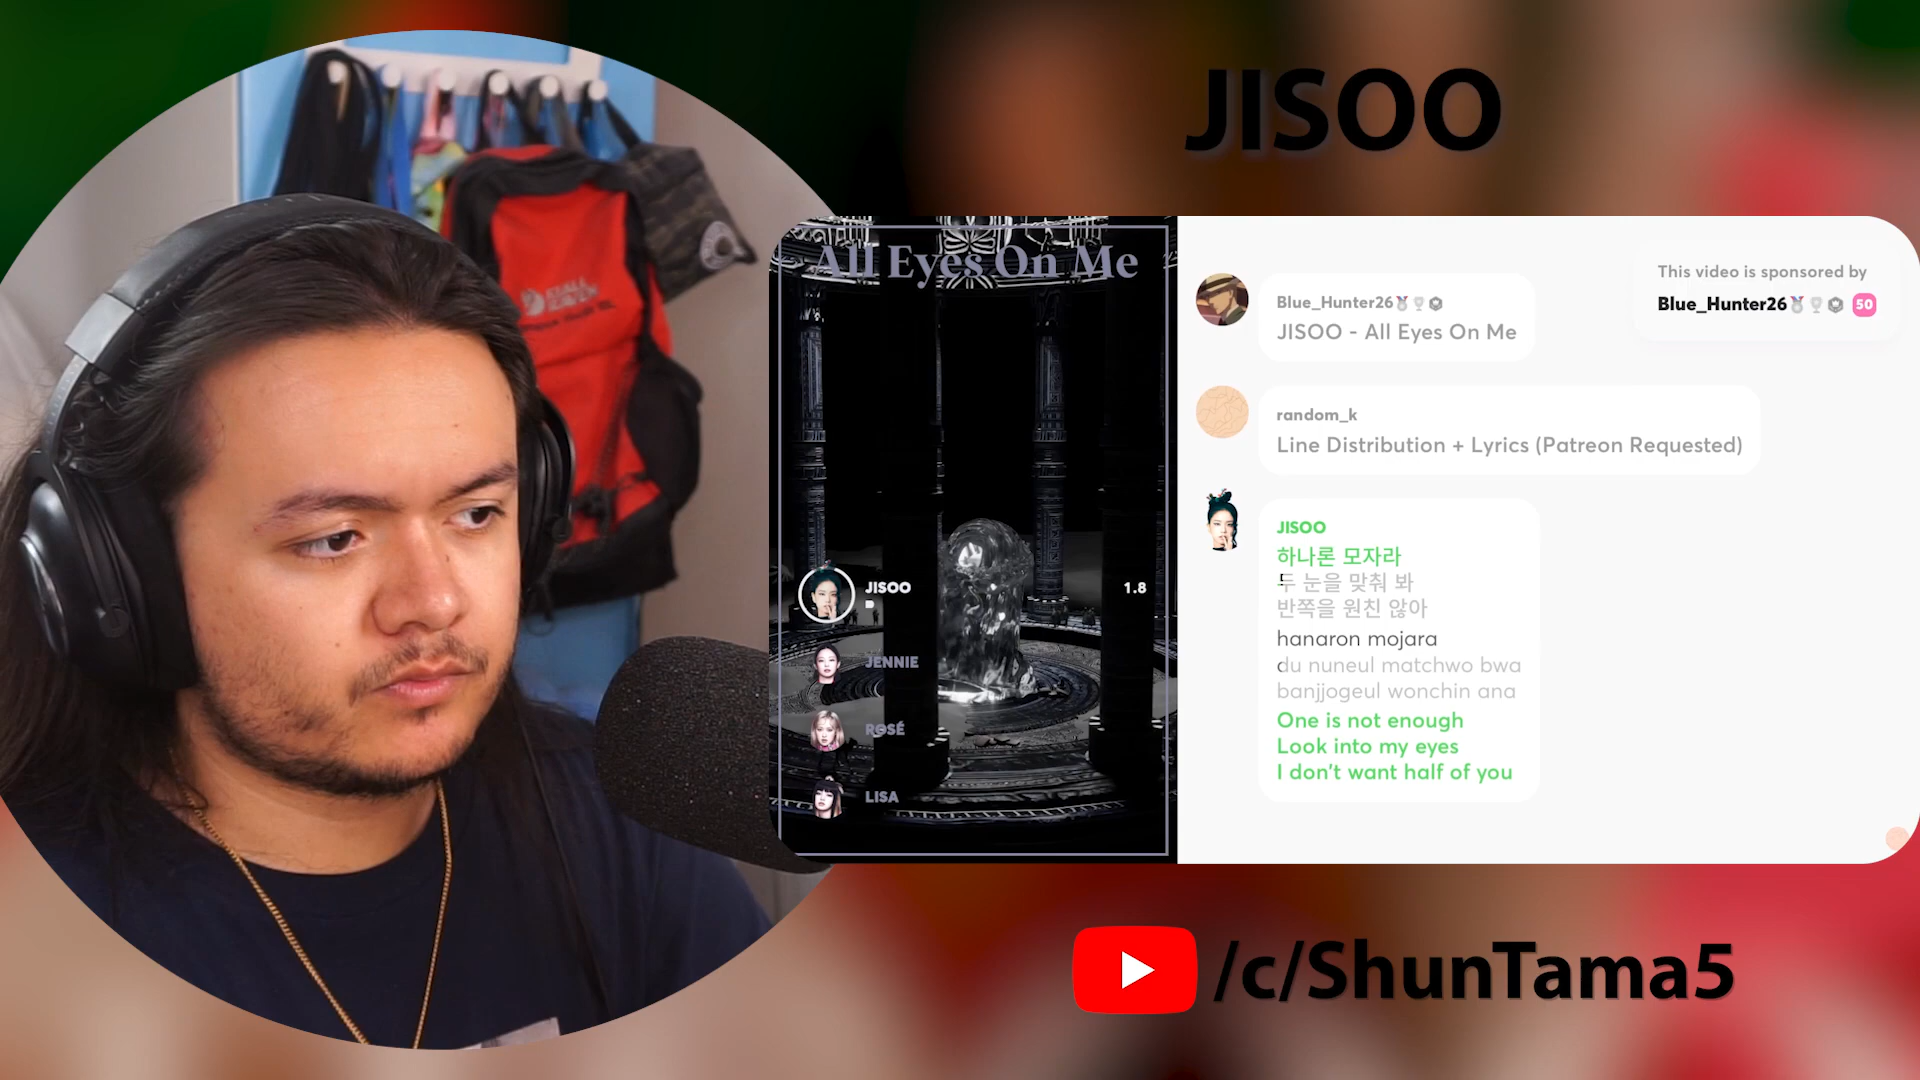 JISOO
All Eyes On Me
JISOO
1.8
JENNIE
ROSÉ
LISA
Blue_Hunter26
JISOO - All Eyes On Me
This video is sponsored by
Blue_Hunter26 50
random_k
Line Distribution + Lyrics (Patreon Requested)
JISOO
하나론 모자라
두 눈을 맞춰 봐
반쪽을 원친 않아
hanaron mojara
du nuneul matchwo bwa
banjjogeul wonchin ana
One is not enough
Look into my eyes
I don't want half of you
/c/ShunTama5